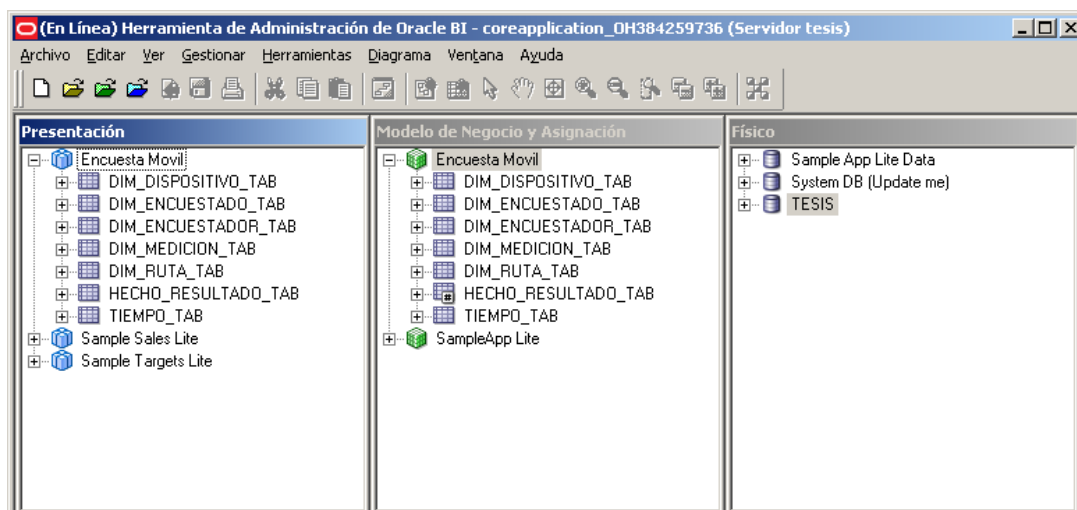 (En Línea) Herramienta de Administración de Oracle BI - coreapplication_OH384259736 (Servidor tesis)
Archivo Editar Ver Gestionar Herramientas Diagrama Ventana Ayuda
Presentación
Encuesta Movil
DIM_DISPOSITIVO_TAB
DIM_ENCUESTADO_TAB
DIM_ENCUESTADOR_TAB
DIM_MEDICION_TAB
DIM_RUTA_TAB
HECHO_RESULTADO_TAB
TIEMPO_TAB
Sample Sales Lite
Sample Targets Lite
Modelo de Negocio y Asignación
Encuesta Movil
DIM_DISPOSITIVO_TAB
DIM_ENCUESTADO_TAB
DIM_ENCUESTADOR_TAB
DIM_MEDICION_TAB
DIM_RUTA_TAB
HECHO_RESULTADO_TAB
TIEMPO_TAB
SampleApp Lite
Físico
Sample App Lite Data
System DB (Update me)
TESIS